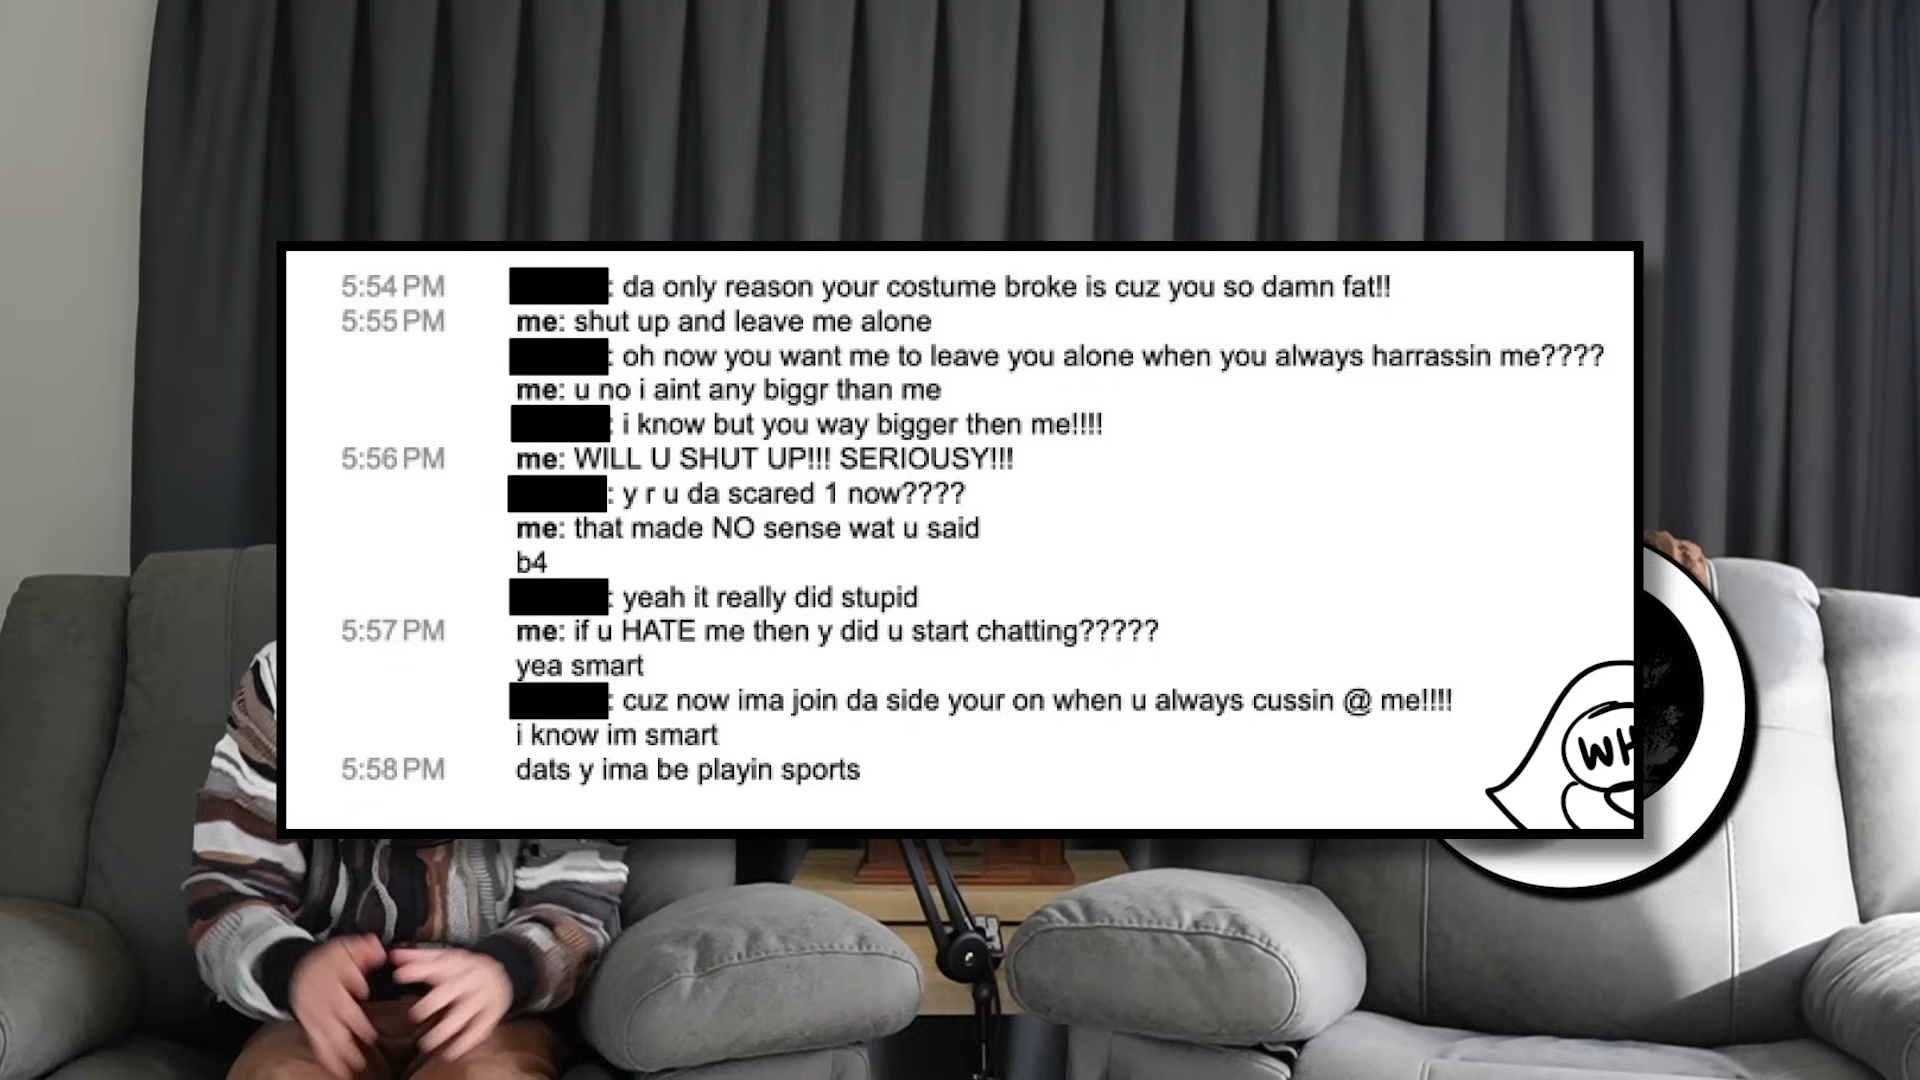 5:54 PM : da only reason your costume broke is cuz you so damn fat!!
5:55 PM me: shut up and leave me alone
: oh now you want me to leave you alone when you always harrassin me????
me: u no i aint any biggr than me
: i know but you way bigger then me!!!!
5:56 PM me: WILL U SHUT UP!!! SERIOUSY!!!
: y r u da scared 1 now????
me: that made NO sense wat u said
b4
: yeah it really did stupid
5:57 PM me: if u HATE me then y did u start chatting?????
yea smart
: cuz now ima join da side your on when u always cussin @ me!!!!
i know im smart
5:58 PM dats y ima be playin sports